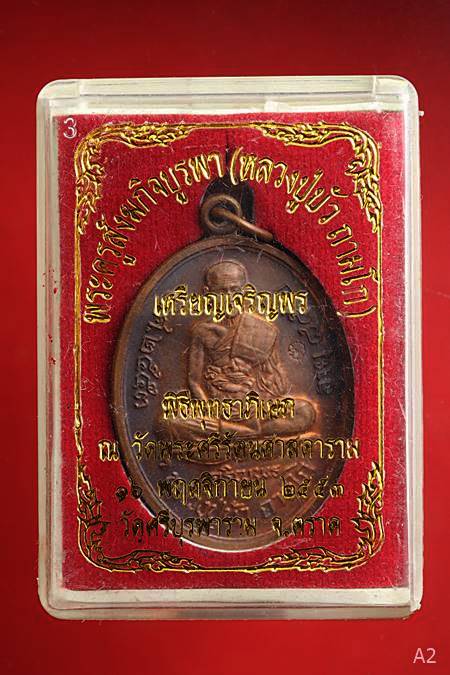 3
พระครูสังฆกิจบูรพา (หลวงปู่บัว ถามโก)
เหรียญเจริญพร
พิธีพุทธาภิเษก
ณ วัดพระศรีรัตนศาสดาราม
๑๖ พฤศจิกายน ๒๕๕๓
วัดศรีบูรพาราม จ.ตราด
A2